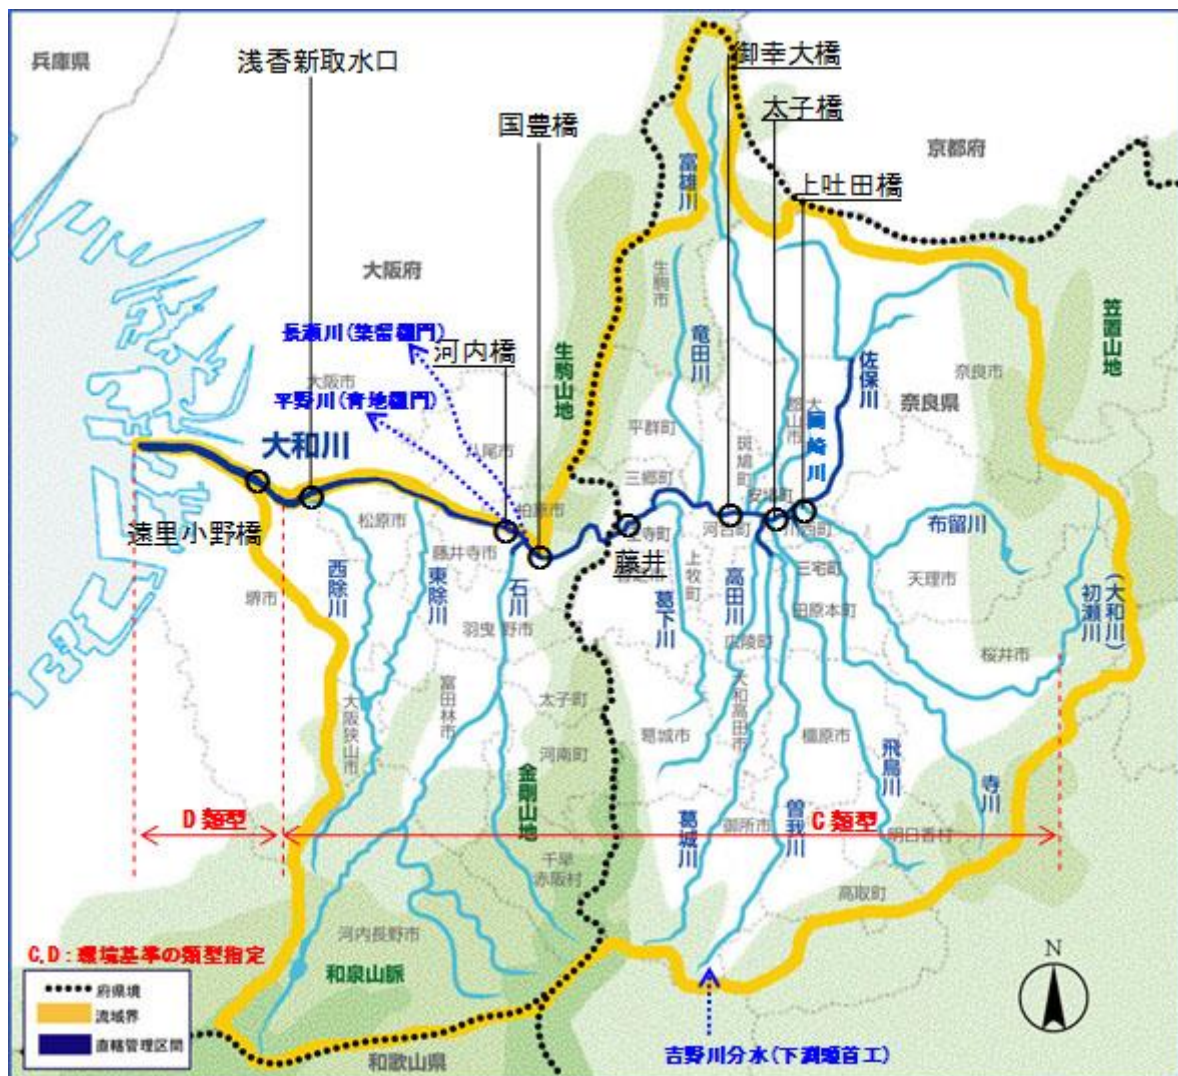 兵庫県
浅香新取水口
国豊橋
御幸大橋
太子橋
上吐田橋
京都府
富雄川
大阪府
生駒市
笠置山地
長瀬川(築留樋門)
河内橋
生駒山地
竜田川
佐保川
奈良市
大阪市
平野川(青地樋門)
奈良県
大和川
八尾市
平群町
斑鳩町
岡崎川
三郷町
安堵町
柏原市
遠里小野橋
松原市
藤井寺市
王寺町
河合町
川西町
布留川
藤井
三宅町
天理市
西除川
東除川
石川
上牧町
高田川
葛下川
田原本町
(大和川)
初瀬川
堺市
羽曳野市
広陵町
桜井市
富田林市
太子町
大和高田市
大阪狭山市
河南町
葛城市
橿原市
飛鳥川
寺川
金剛山地
D類型
C類型
葛城川
御所市
曽我川
明日香村
千早
赤阪村
高取町
河内長野市
C,D:環境基準の類型指定
和泉山脈
府県境
流域界
直轄管理区間
N
吉野川分水(下渕頭首工)
和歌山県